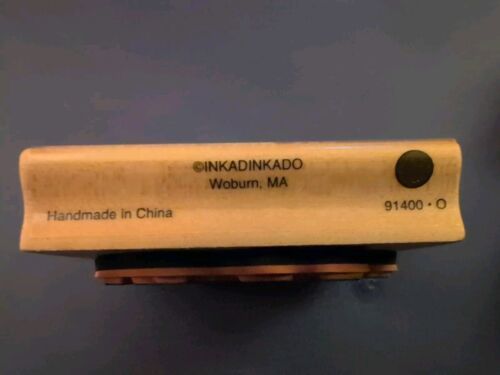 ©INKADINKADO
Woburn, MA
Handmade in China
91400 · O